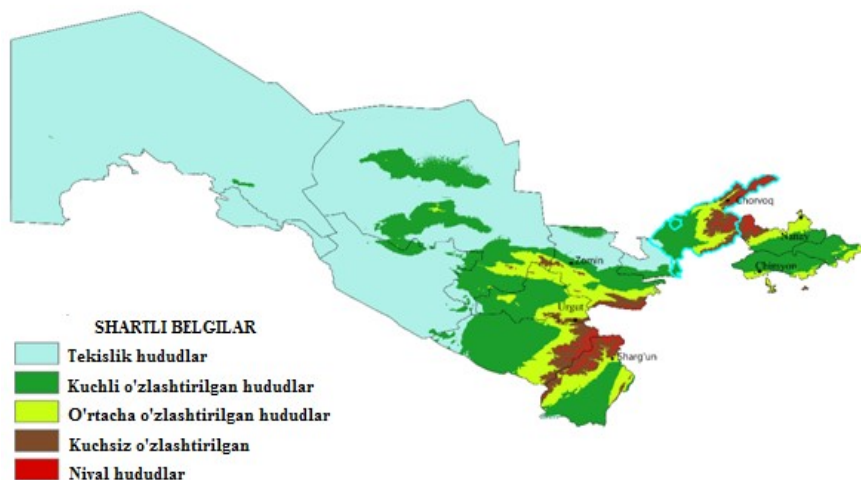 Chorvoq
Nanay
Chimyon
Zomin
Urgut
Sharg'un
SHARTLI BELGILAR
Tekislik hududlar
Kuchli o'zlashtirilgan hududlar
O'rtacha o'zlashtirilgan hududlar
Kuchsiz o'zlashtirilgan
Nival hududlar